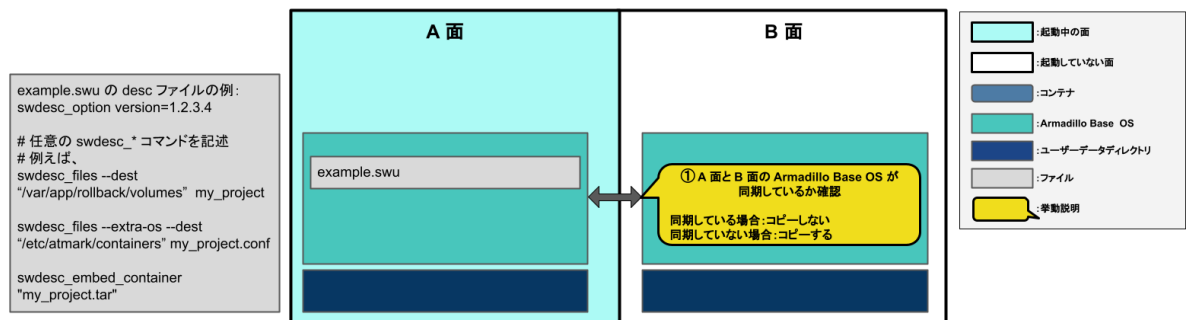 example.swu の desc ファイルの例:
swdesc_option version=1.2.3.4
# 任意の swdesc_* コマンドを記述
# 例えば、
swdesc_files --dest
“/var/app/rollback/volumes” my_project
swdesc_files --extra-os --dest
“/etc/atmark/containers” my_project.conf
swdesc_embed_container
"my_project.tar"
A 面
example.swu
B 面
① A 面と B 面の Armadillo Base OS が
同期しているか確認
同期している場合:コピーしない
同期していない場合:コピーする
:起動中の面
:起動していない面
:コンテナ
:Armadillo Base OS
:ユーザーデータディレクトリ
:ファイル
:挙動説明